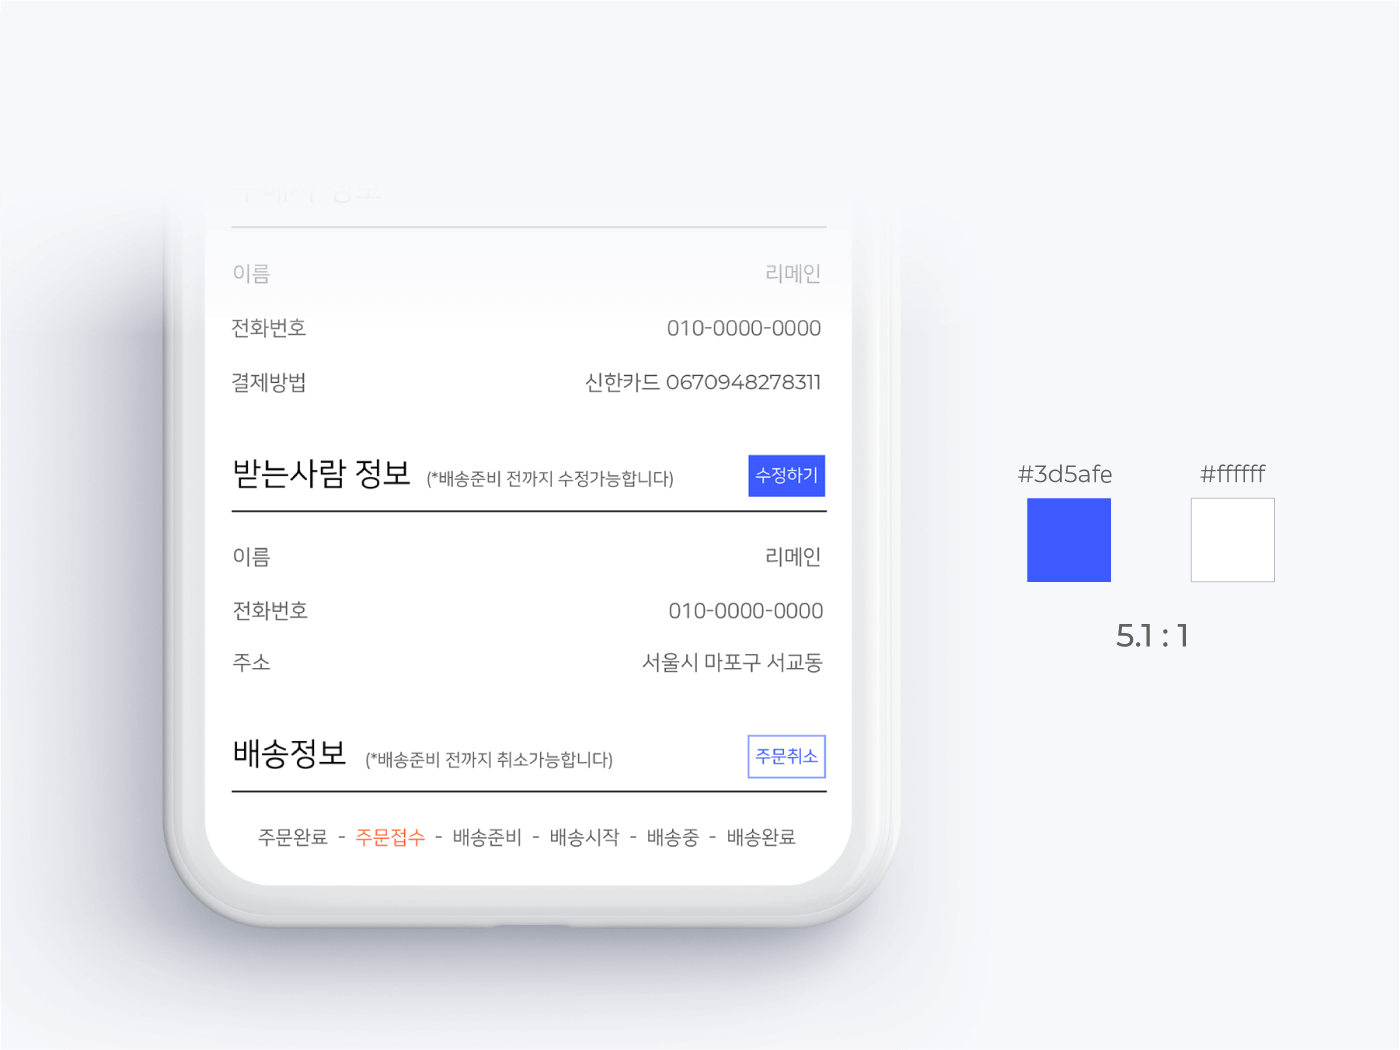 이름 리메인
전화번호 010-0000-0000
결제방법 신한카드 0670948278311
받는사람 정보 (*배송준비 전까지 수정가능합니다) 수정하기
이름 리메인
전화번호 010-0000-0000
주소 서울시 마포구 서교동
배송정보 (*배송준비 전까지 취소가능합니다) 주문취소
주문완료 - 주문접수 - 배송준비 - 배송시작 - 배송중 - 배송완료
#3d5afe #ffffff
5.1 : 1